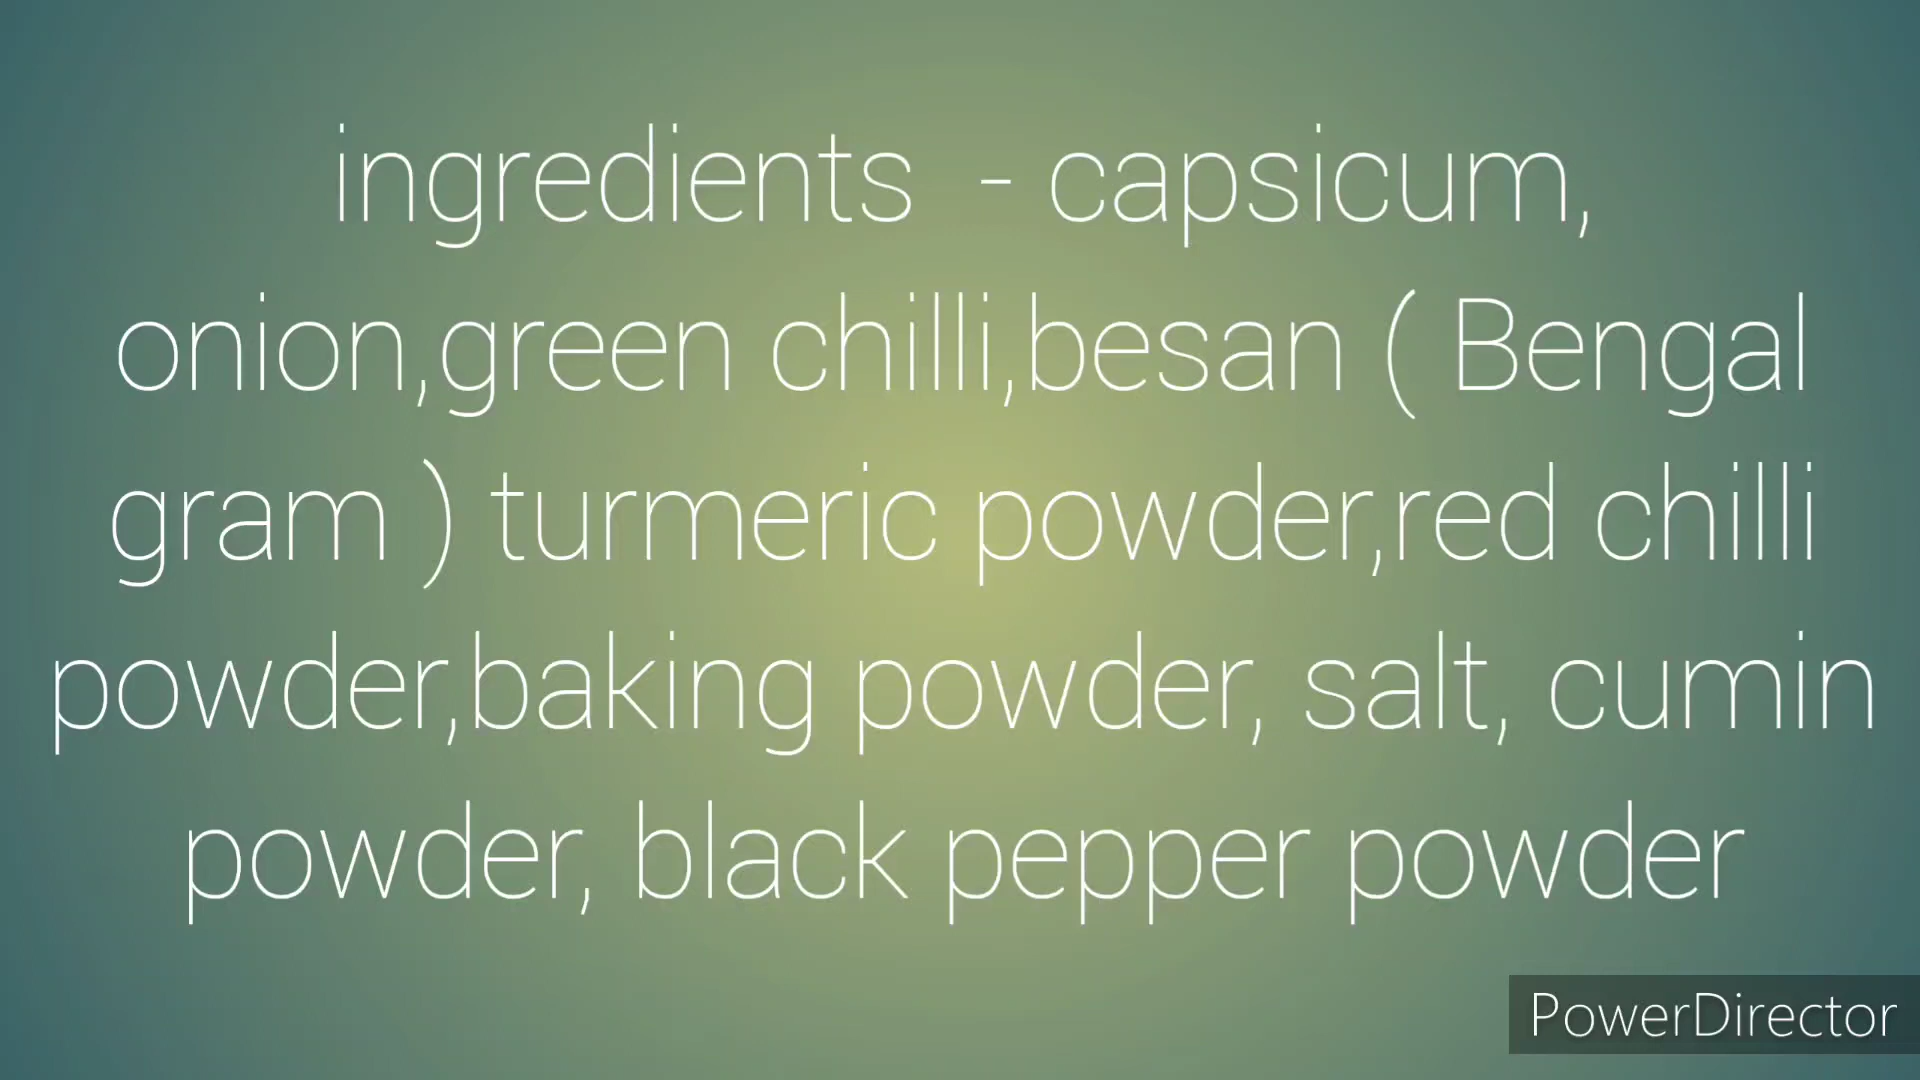 ingredients  - capsicum,
onion,green chilli,besan ( Bengal
gram ) turmeric powder,red chilli
powder,baking powder, salt, cumin
powder, black pepper powder
PowerDirector